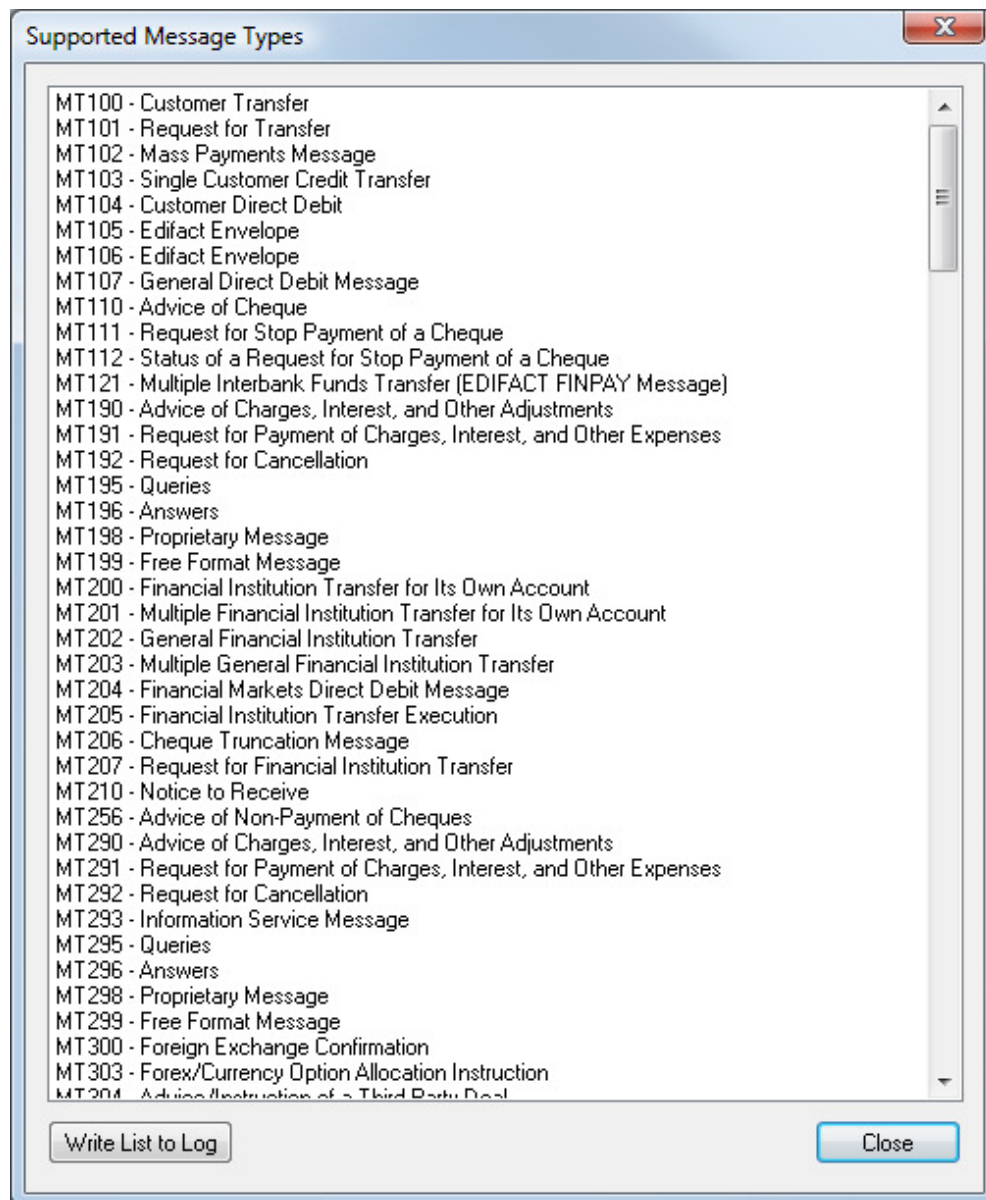 Supported Message Types
MT100 - Customer Transfer
MT101 - Request for Transfer
MT102 - Mass Payments Message
MT103 - Single Customer Credit Transfer
MT104 - Customer Direct Debit
MT105 - Edifact Envelope
MT106 - Edifact Envelope
MT107 - General Direct Debit Message
MT110 - Advice of Cheque
MT111 - Request for Stop Payment of a Cheque
MT112 - Status of a Request for Stop Payment of a Cheque
MT121 - Multiple Interbank Funds Transfer (EDIFACT FINPAY Message)
MT190 - Advice of Charges, Interest, and Other Adjustments
MT191 - Request for Payment of Charges, Interest, and Other Expenses
MT192 - Request for Cancellation
MT195 - Queries
MT196 - Answers
MT198 - Proprietary Message
MT199 - Free Format Message
MT200 - Financial Institution Transfer for Its Own Account
MT201 - Multiple Financial Institution Transfer for Its Own Account
MT202 - General Financial Institution Transfer
MT203 - Multiple General Financial Institution Transfer
MT204 - Financial Markets Direct Debit Message
MT205 - Financial Institution Transfer Execution
MT206 - Cheque Truncation Message
MT207 - Request for Financial Institution Transfer
MT210 - Notice to Receive
MT256 - Advice of Non-Payment of Cheques
MT290 - Advice of Charges, Interest, and Other Adjustments
MT291 - Request for Payment of Charges, Interest, and Other Expenses
MT292 - Request for Cancellation
MT293 - Information Service Message
MT295 - Queries
MT296 - Answers
MT298 - Proprietary Message
MT299 - Free Format Message
MT300 - Foreign Exchange Confirmation
MT303 - Forex/Currency Option Allocation Instruction
MT304 - Advice/Instruction of a Third Party Deal
Write List to Log
Close